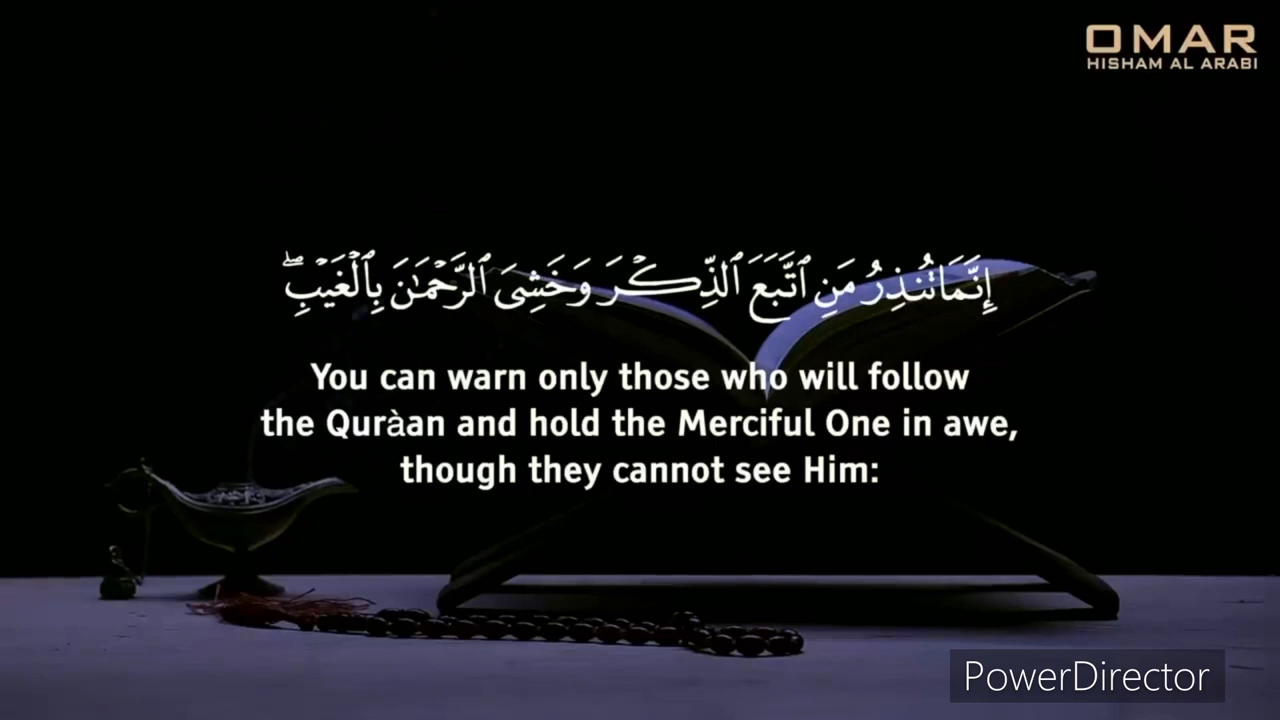 OMAR
HISHAM AL ARABI
إِنَّمَا تُنذِرُ مَنِ ٱتَّبَعَ ٱلذِّكْرَ وَخَشِىَ ٱلرَّحْمَٰنَ بِٱلْغَيْبِ ۖ
You can warn only those who will follow
the Quràan and hold the Merciful One in awe,
though they cannot see Him:
PowerDirector